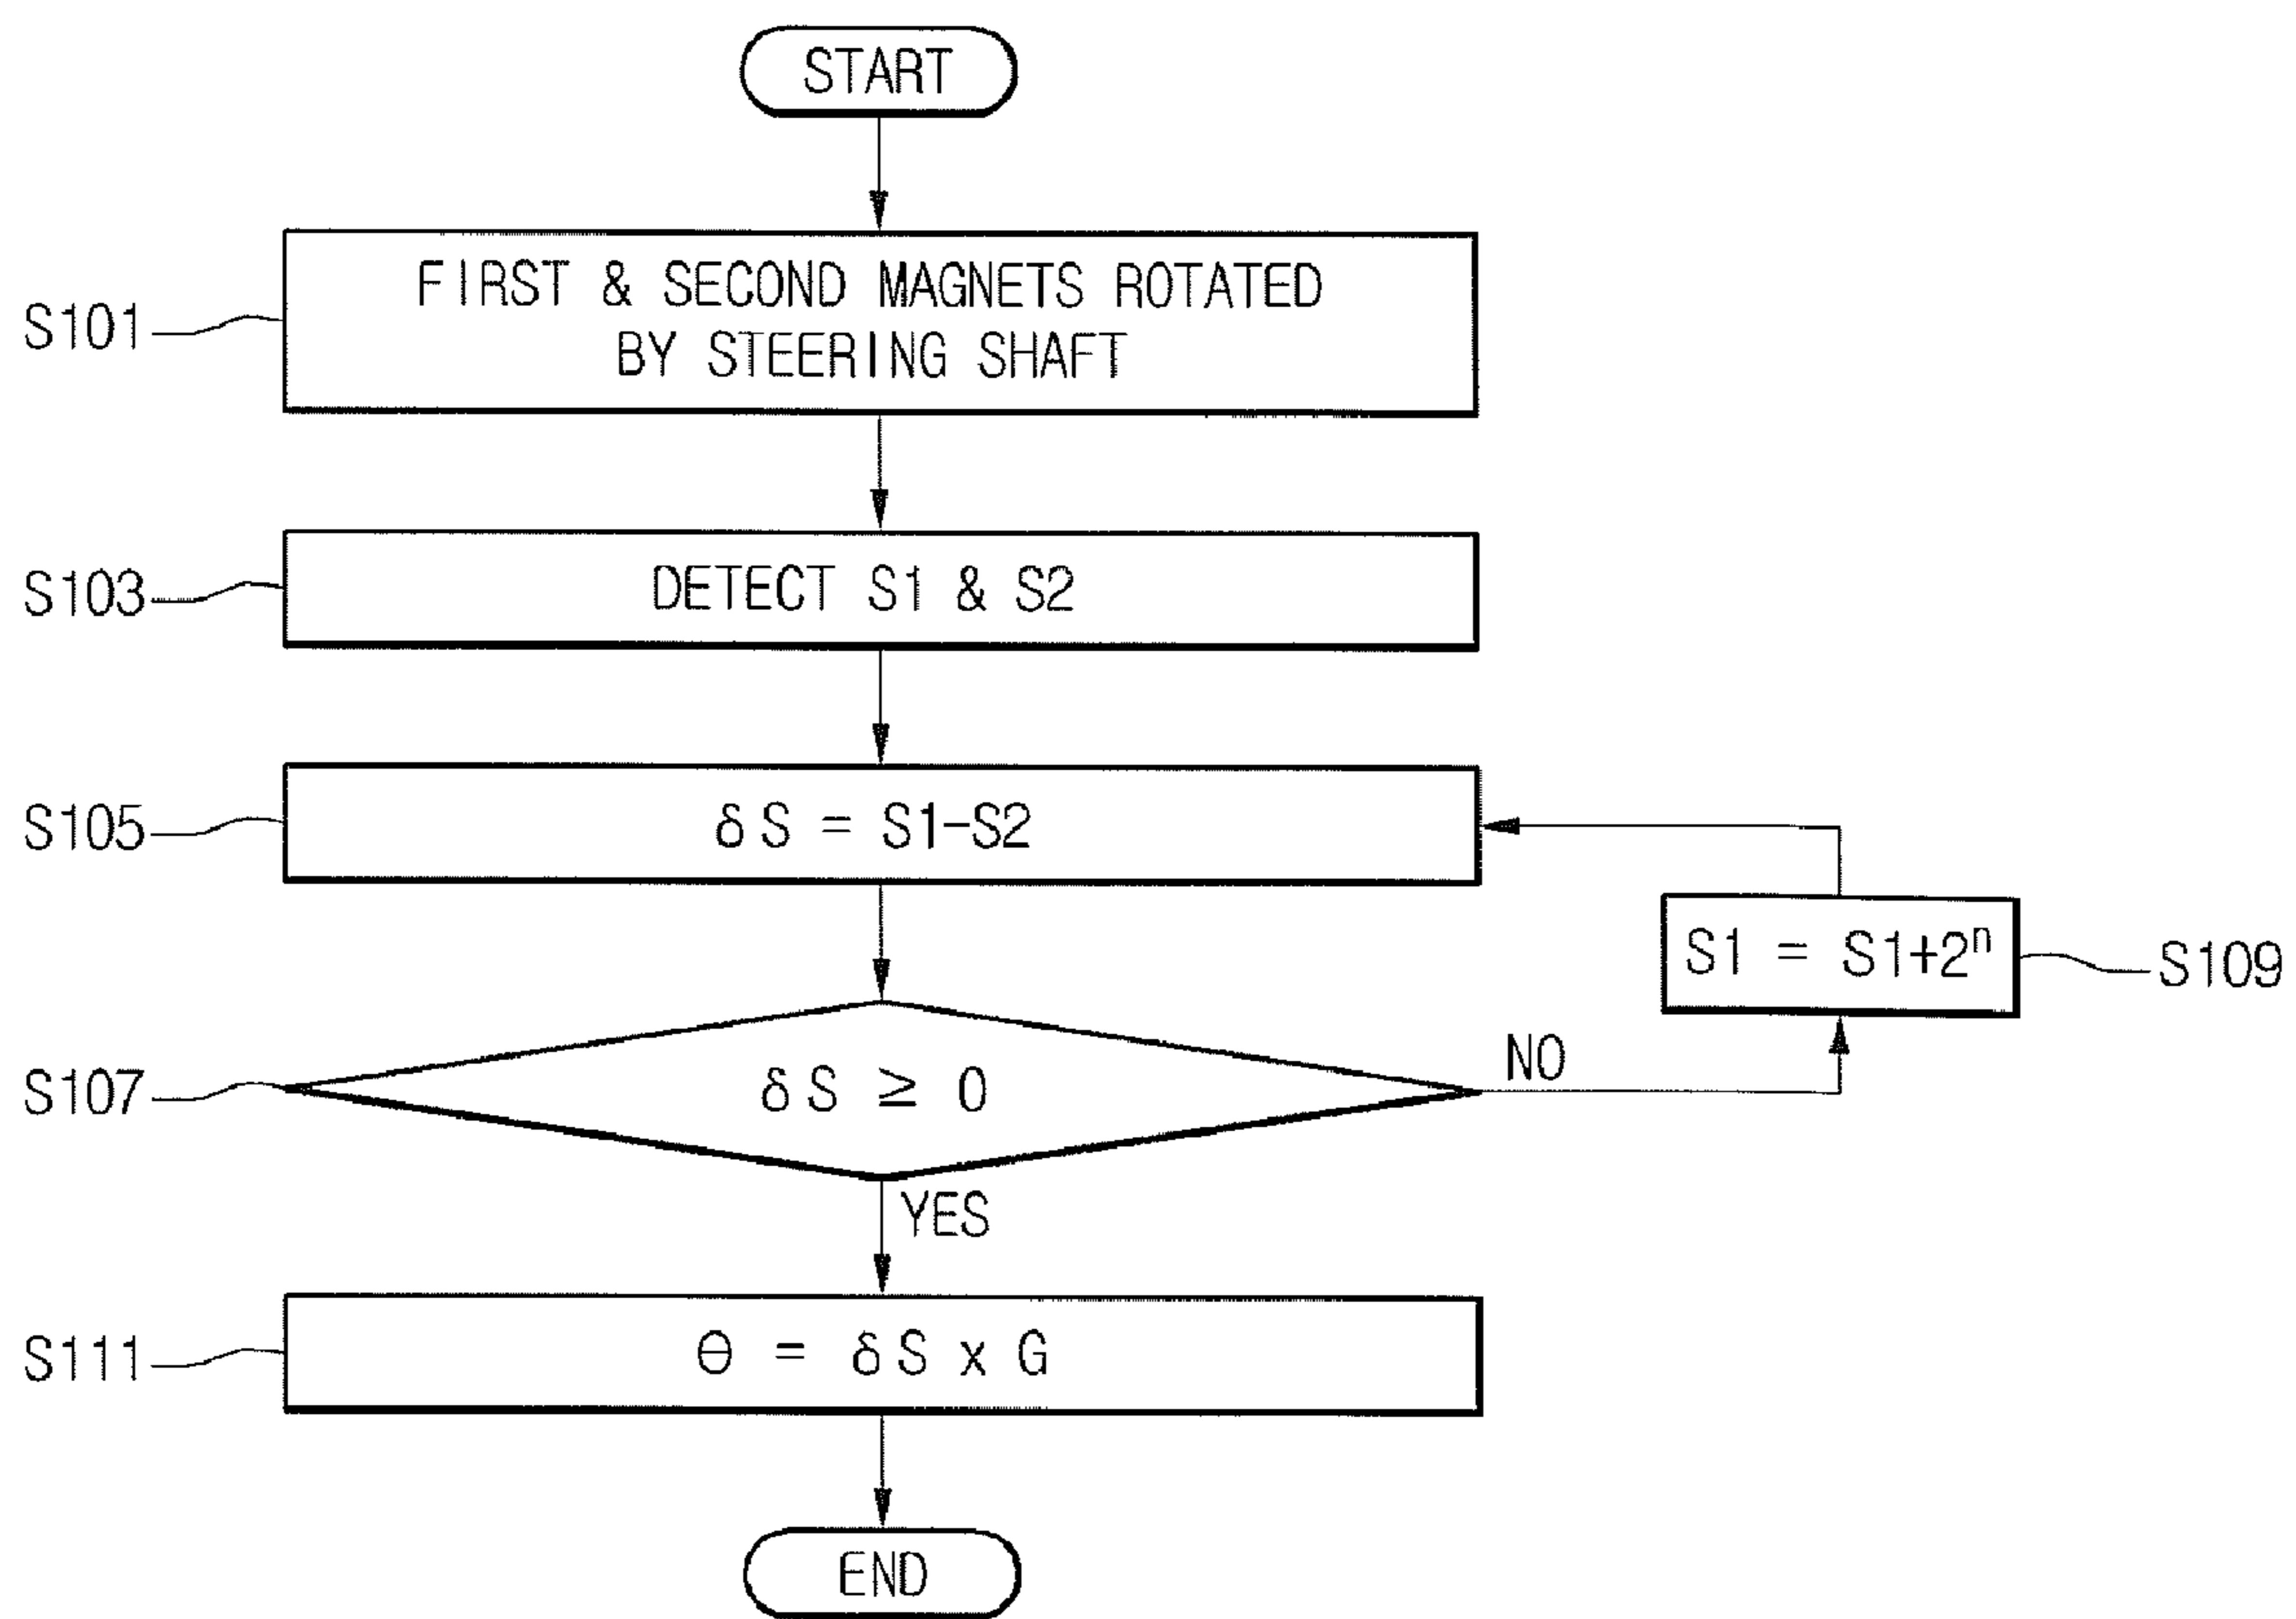 START
FIRST & SECOND MAGNETS ROTATED
BY STEERING SHAFT
S101
DETECT S1 & S2
S103
δS = S1-S2
S105
S1 = S1+2ⁿ
S109
δS ≥ 0
S107
NO
YES
θ = δS x G
S111
END